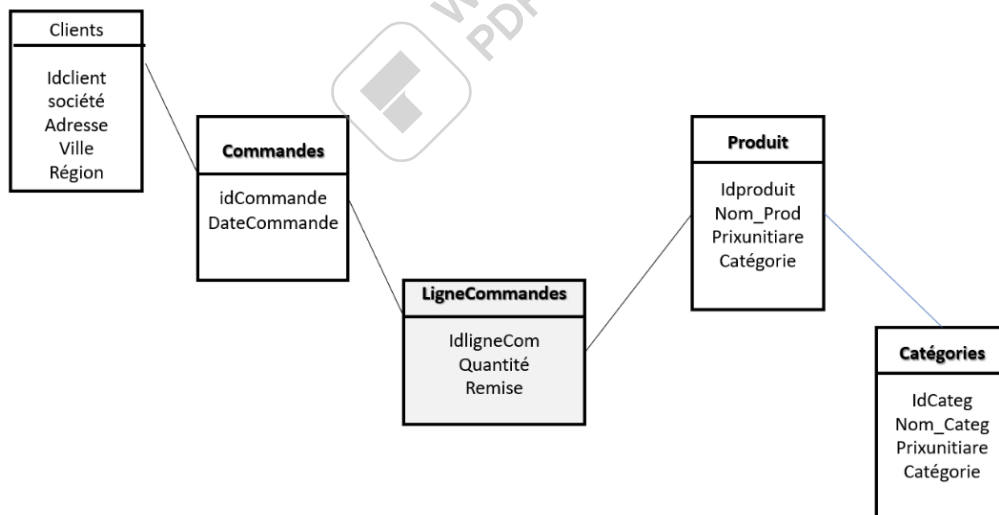 Clients
Idclient
société
Adresse
Ville
Région
Commandes
idCommande
DateCommande
LigneCommandes
IdligneCom
Quantité
Remise
Produit
Idproduit
Nom_Prod
Prixunitiare
Catégorie
Catégories
IdCateg
Nom_Categ
Prixunitiare
Catégorie